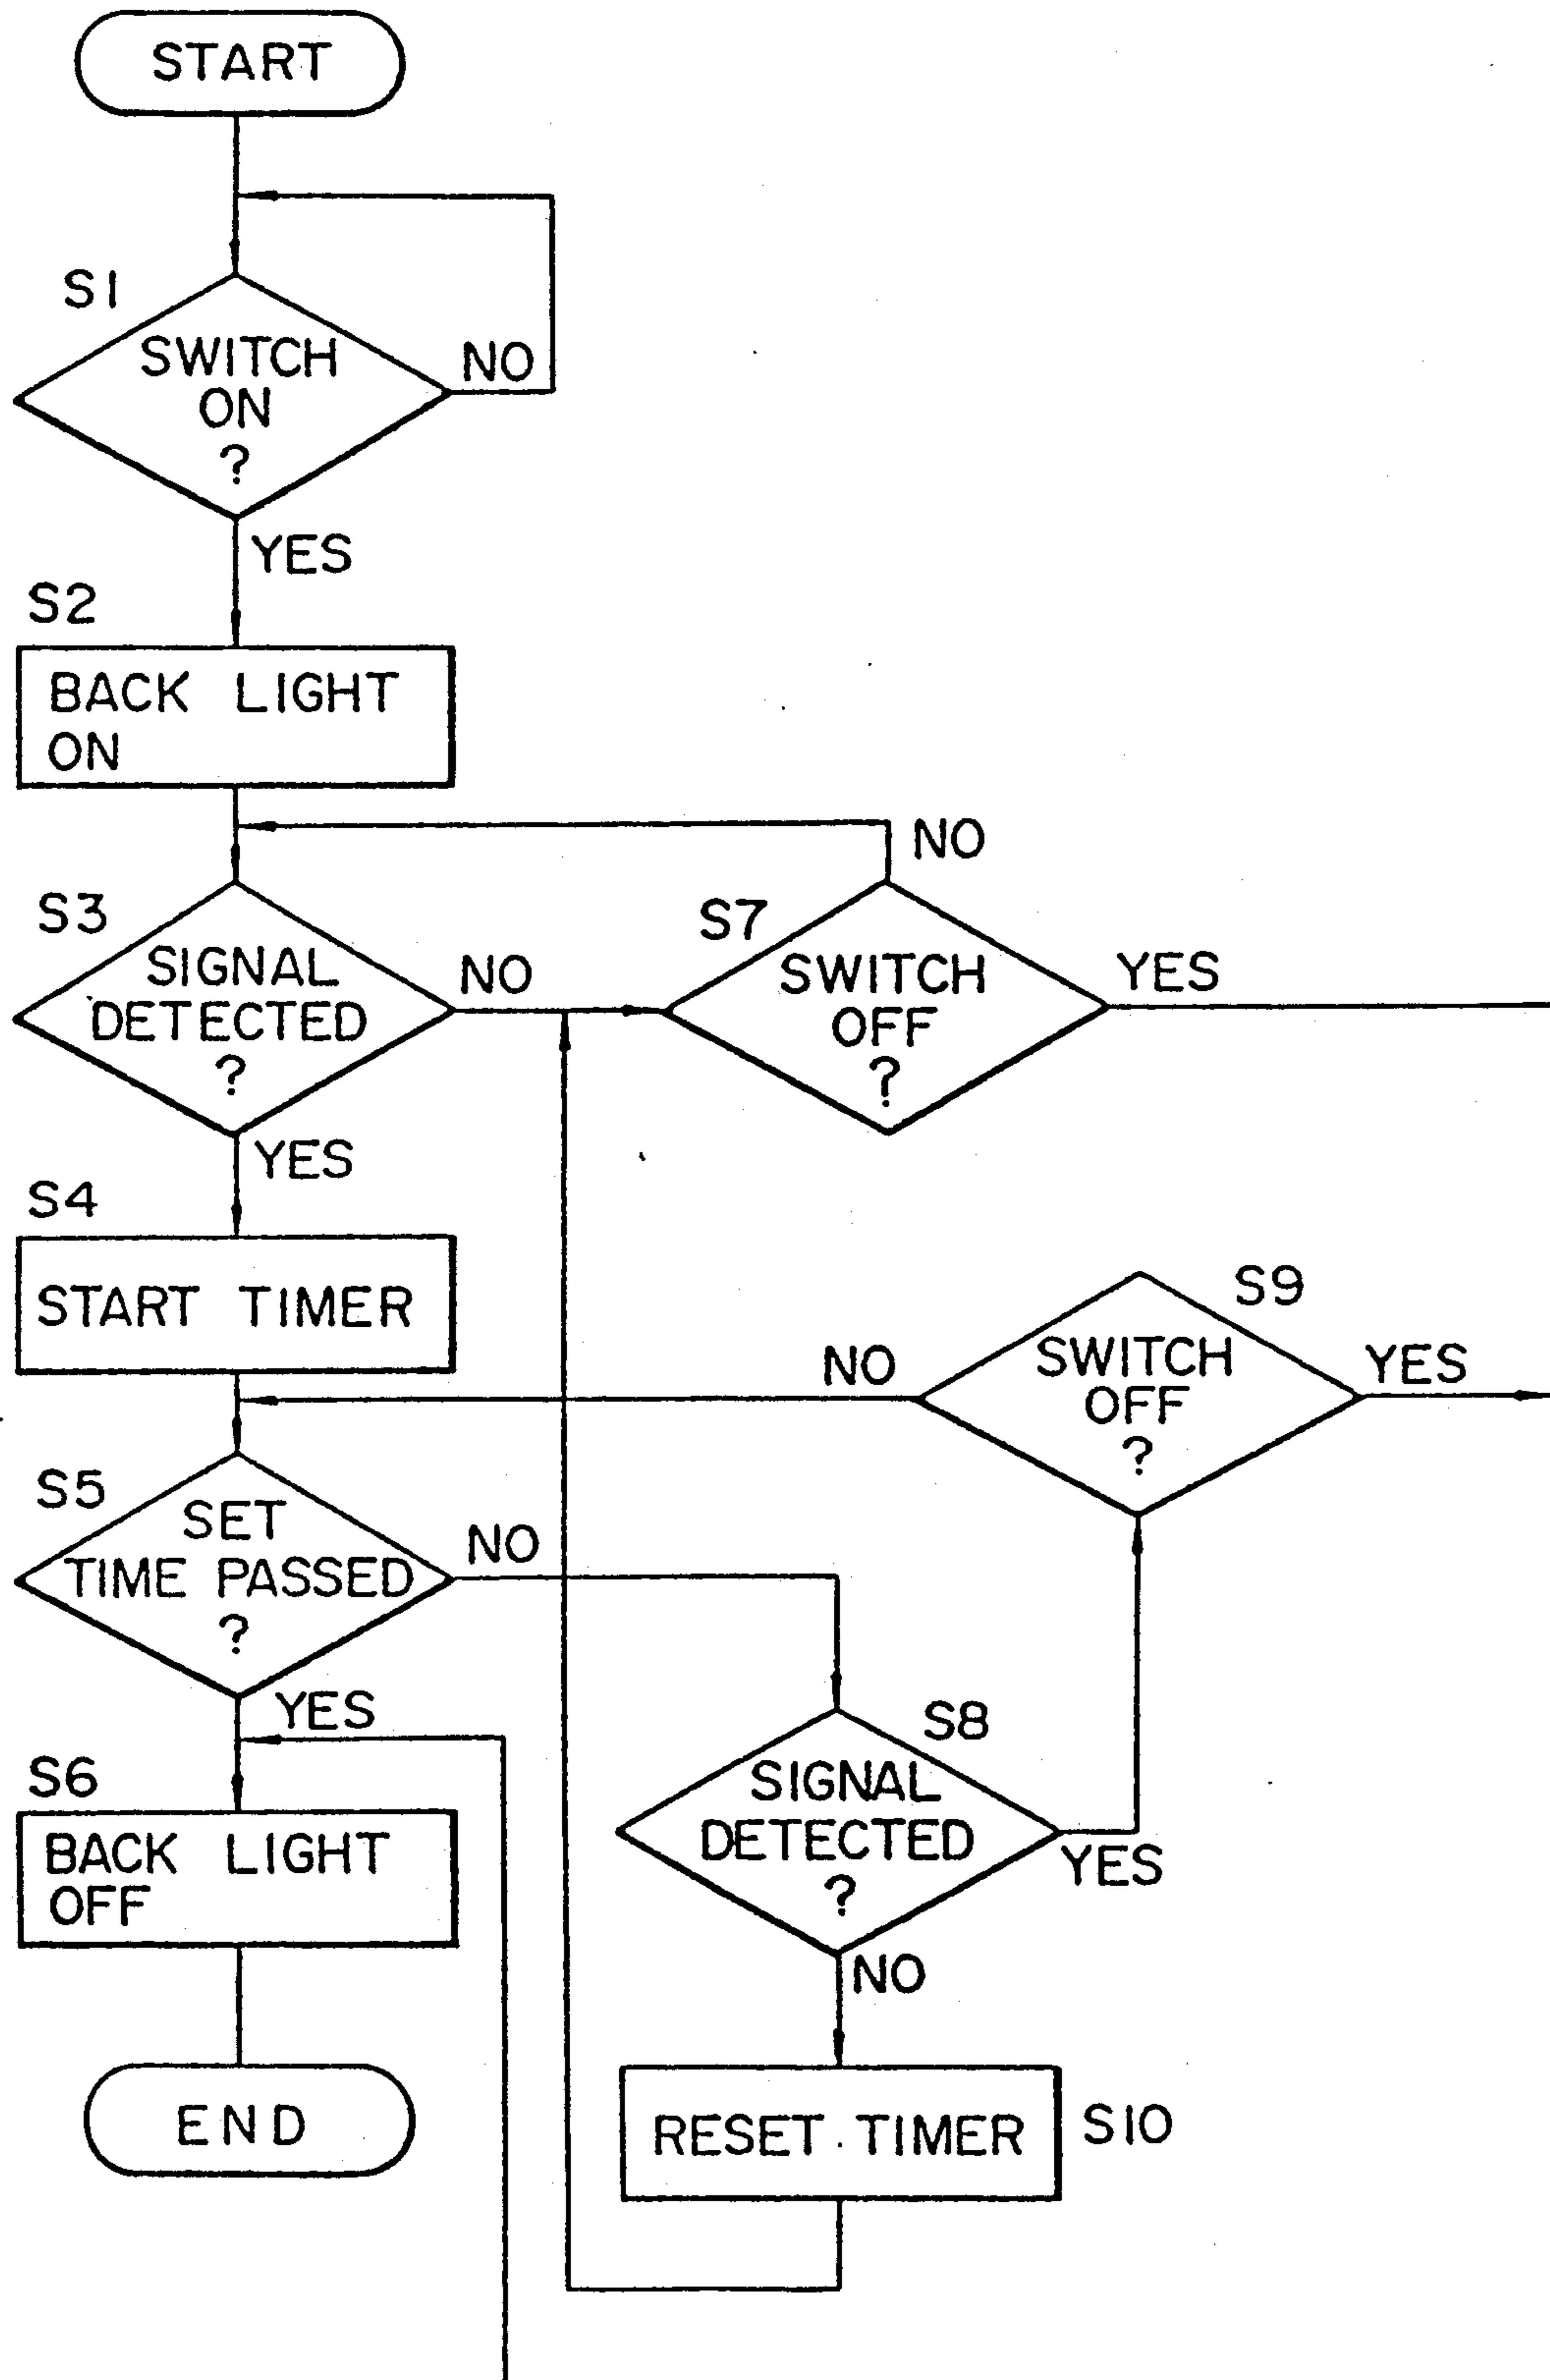 START
S1
SWITCH
ON
?
NO
YES
S2
BACK LIGHT
ON
S3
SIGNAL
DETECTED
?
NO
YES
S7
SWITCH
OFF
?
NO
YES
S4
START TIMER
S5
SET
TIME PASSED
?
NO
YES
S9
SWITCH
OFF
?
NO
YES
S6
BACK LIGHT
OFF
END
S8
SIGNAL
DETECTED
?
YES
NO
RESET TIMER
S10